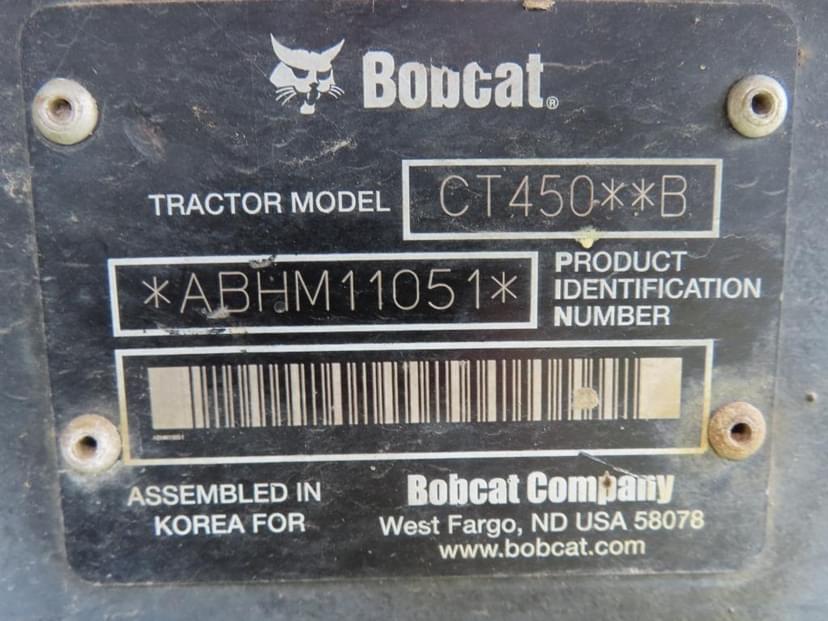 Bobcat®
TRACTOR MODEL CT450**B
*ABHM11051*
PRODUCT
IDENTIFICATION
NUMBER
ABHM11051
ASSEMBLED IN
KOREA FOR
Bobcat Company
West Fargo, ND USA 58078
www.bobcat.com